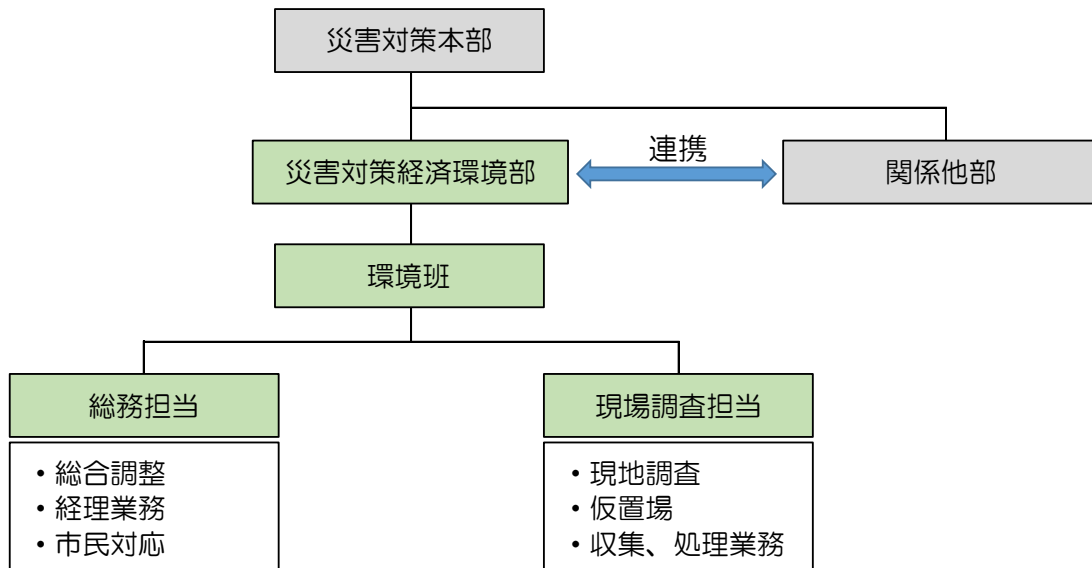 災害対策本部
災害対策経済環境部
連携
関係他部
環境班
総務担当
・総合調整
・経理業務
・市民対応
現場調査担当
・現地調査
・仮置場
・収集、処理業務